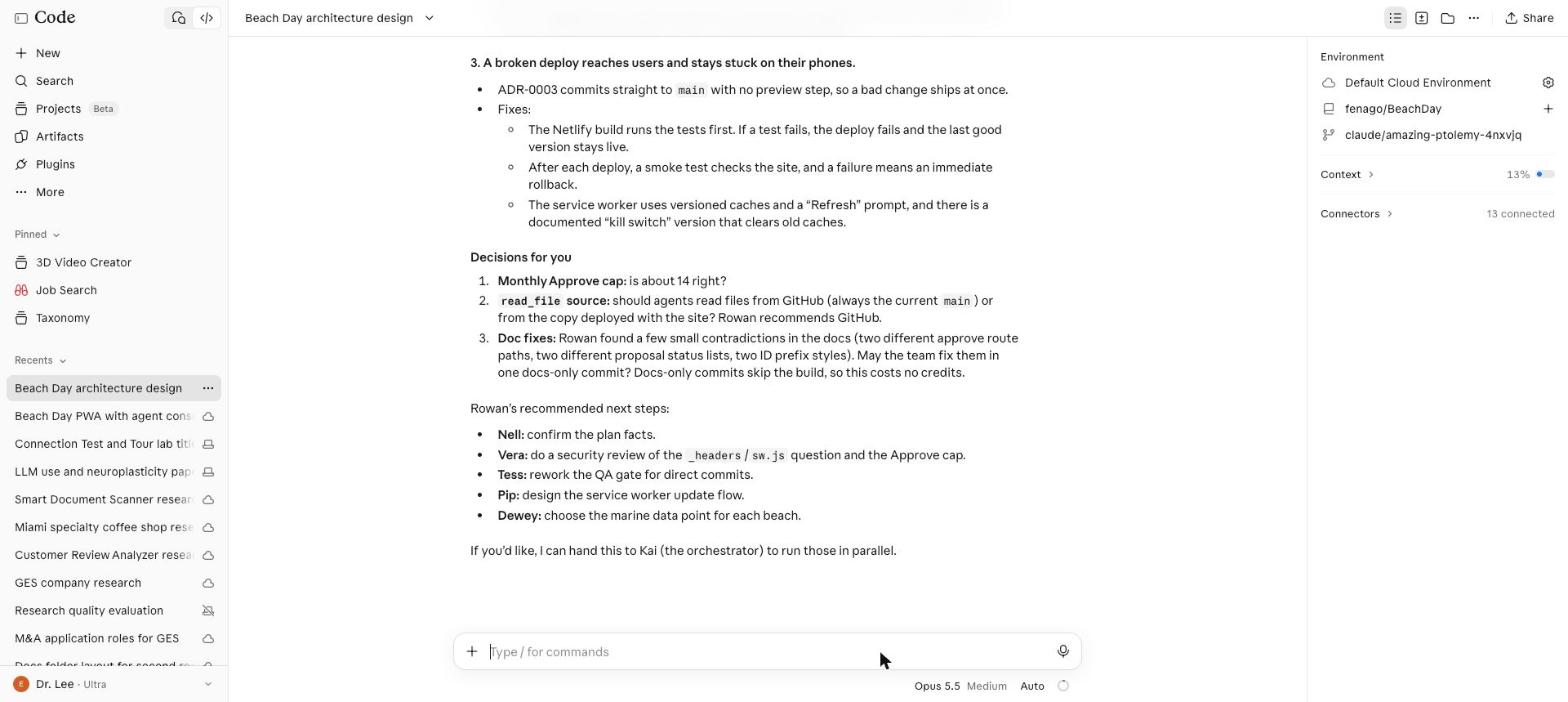 Code
Beach Day architecture design
Share
New
Search
Projects Beta
Artifacts
Plugins
More
Pinned
3D Video Creator
Job Search
Taxonomy
Recents
Beach Day architecture design
Beach Day PWA with agent cons
Connection Test and Tour lab titl
LLM use and neuroplasticity pap
Smart Document Scanner resear
Miami specialty coffee shop rese
Customer Review Analyzer resea
GES company research
Research quality evaluation
M&A application roles for GES
Docs folder layout for second re
E Dr. Lee · Ultra
3. A broken deploy reaches users and stays stuck on their phones.
• ADR-0003 commits straight to main with no preview step, so a bad change ships at once.
• Fixes:
The Netlify build runs the tests first. If a test fails, the deploy fails and the last good
version stays live.
After each deploy, a smoke test checks the site, and a failure means an immediate
rollback.
The service worker uses versioned caches and a “Refresh” prompt, and there is a
documented “kill switch” version that clears old caches.
Decisions for you
1. Monthly Approve cap: is about 14 right?
2. read_file source: should agents read files from GitHub (always the current main ) or
from the copy deployed with the site? Rowan recommends GitHub.
3. Doc fixes: Rowan found a few small contradictions in the docs (two different approve route
paths, two different proposal status lists, two ID prefix styles). May the team fix them in
one docs-only commit? Docs-only commits skip the build, so this costs no credits.
Rowan’s recommended next steps:
• Nell: confirm the plan facts.
• Vera: do a security review of the _headers / sw.js question and the Approve cap.
• Tess: rework the QA gate for direct commits.
• Pip: design the service worker update flow.
• Dewey: choose the marine data point for each beach.
If you’d like, I can hand this to Kai (the orchestrator) to run those in parallel.
Type / for commands
Opus 5.5 Medium Auto
Environment
Default Cloud Environment
fenago/BeachDay
claude/amazing-ptolemy-4nxvjq
Context 13%
Connectors 13 connected